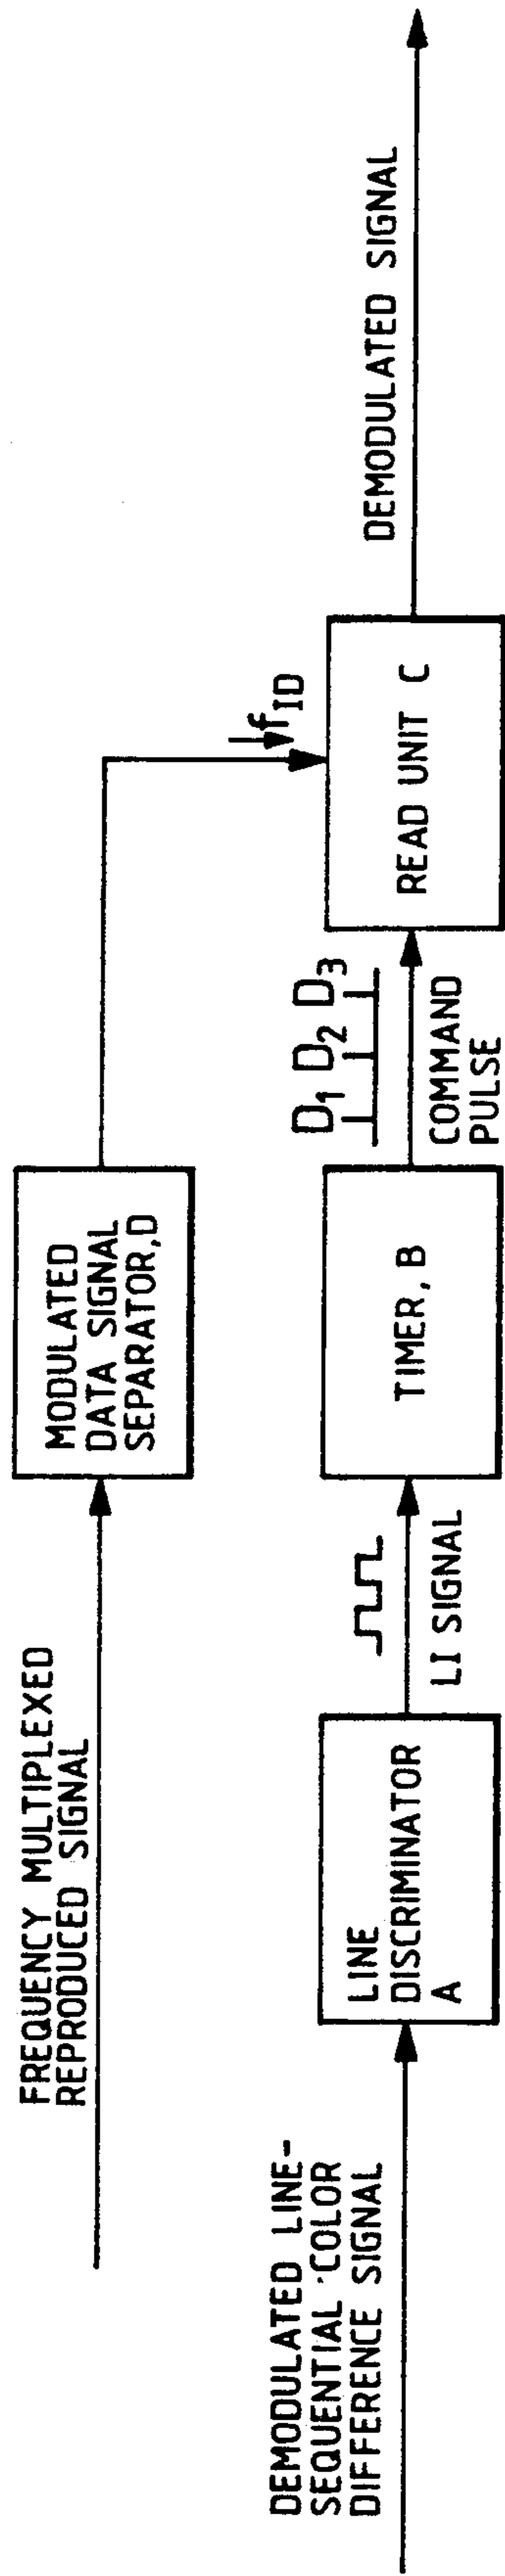 FREQUENCY MULTIPLEXED
REPRODUCED SIGNAL
MODULATED
DATA SIGNAL
SEPARATOR, D
f ID
DEMODULATED LINE-
SEQUENTIAL COLOR
DIFFERENCE SIGNAL
LINE
DISCRIMINATOR
A
LI SIGNAL
TIMER, B
D1 D2 D3
COMMAND
PULSE
READ UNIT C
DEMODULATED SIGNAL